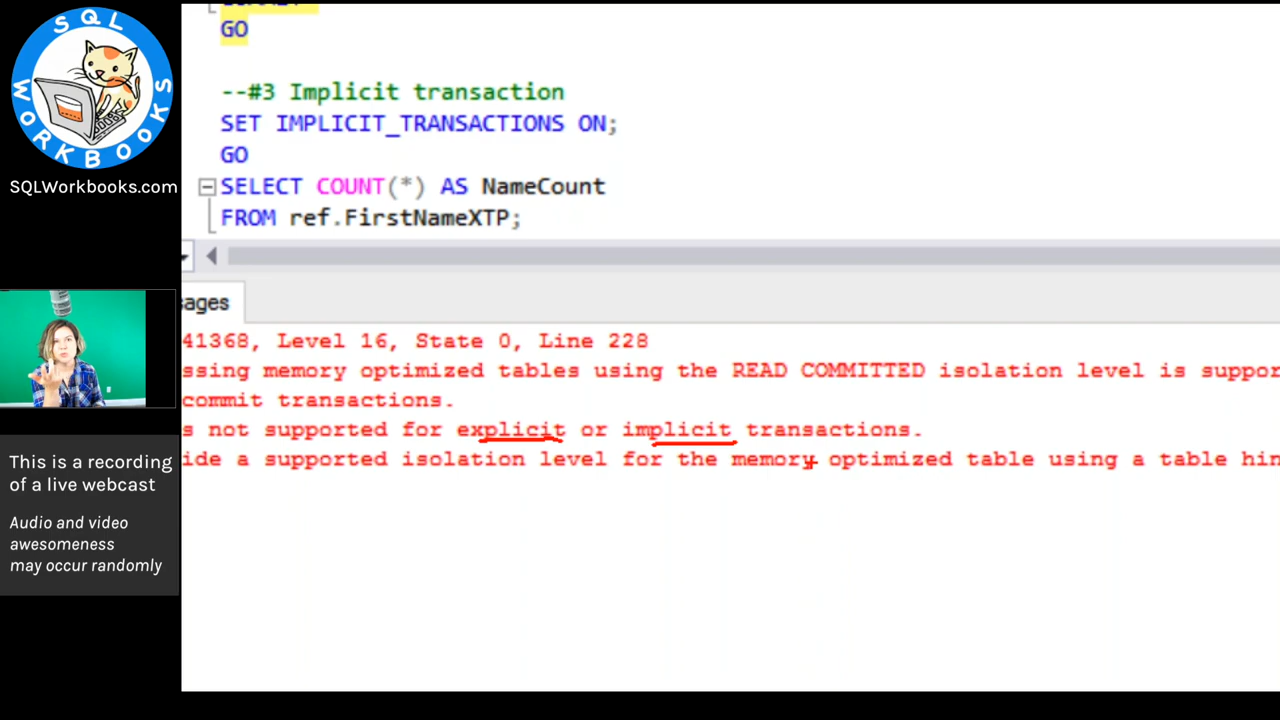 SQL WORKBOOKS
SQLWorkbooks.com
This is a recording
of a live webcast
Audio and video
awesomeness
may occur randomly
GO
--#3 Implicit transaction
SET IMPLICIT_TRANSACTIONS ON;
GO
SELECT COUNT(*) AS NameCount
FROM ref.FirstNameXTP;
sages
41368, Level 16, State 0, Line 228
ssing memory optimized tables using the READ COMMITTED isolation level is suppor
commit transactions.
s not supported for explicit or implicit transactions.
ide a supported isolation level for the memory-optimized table using a table hin